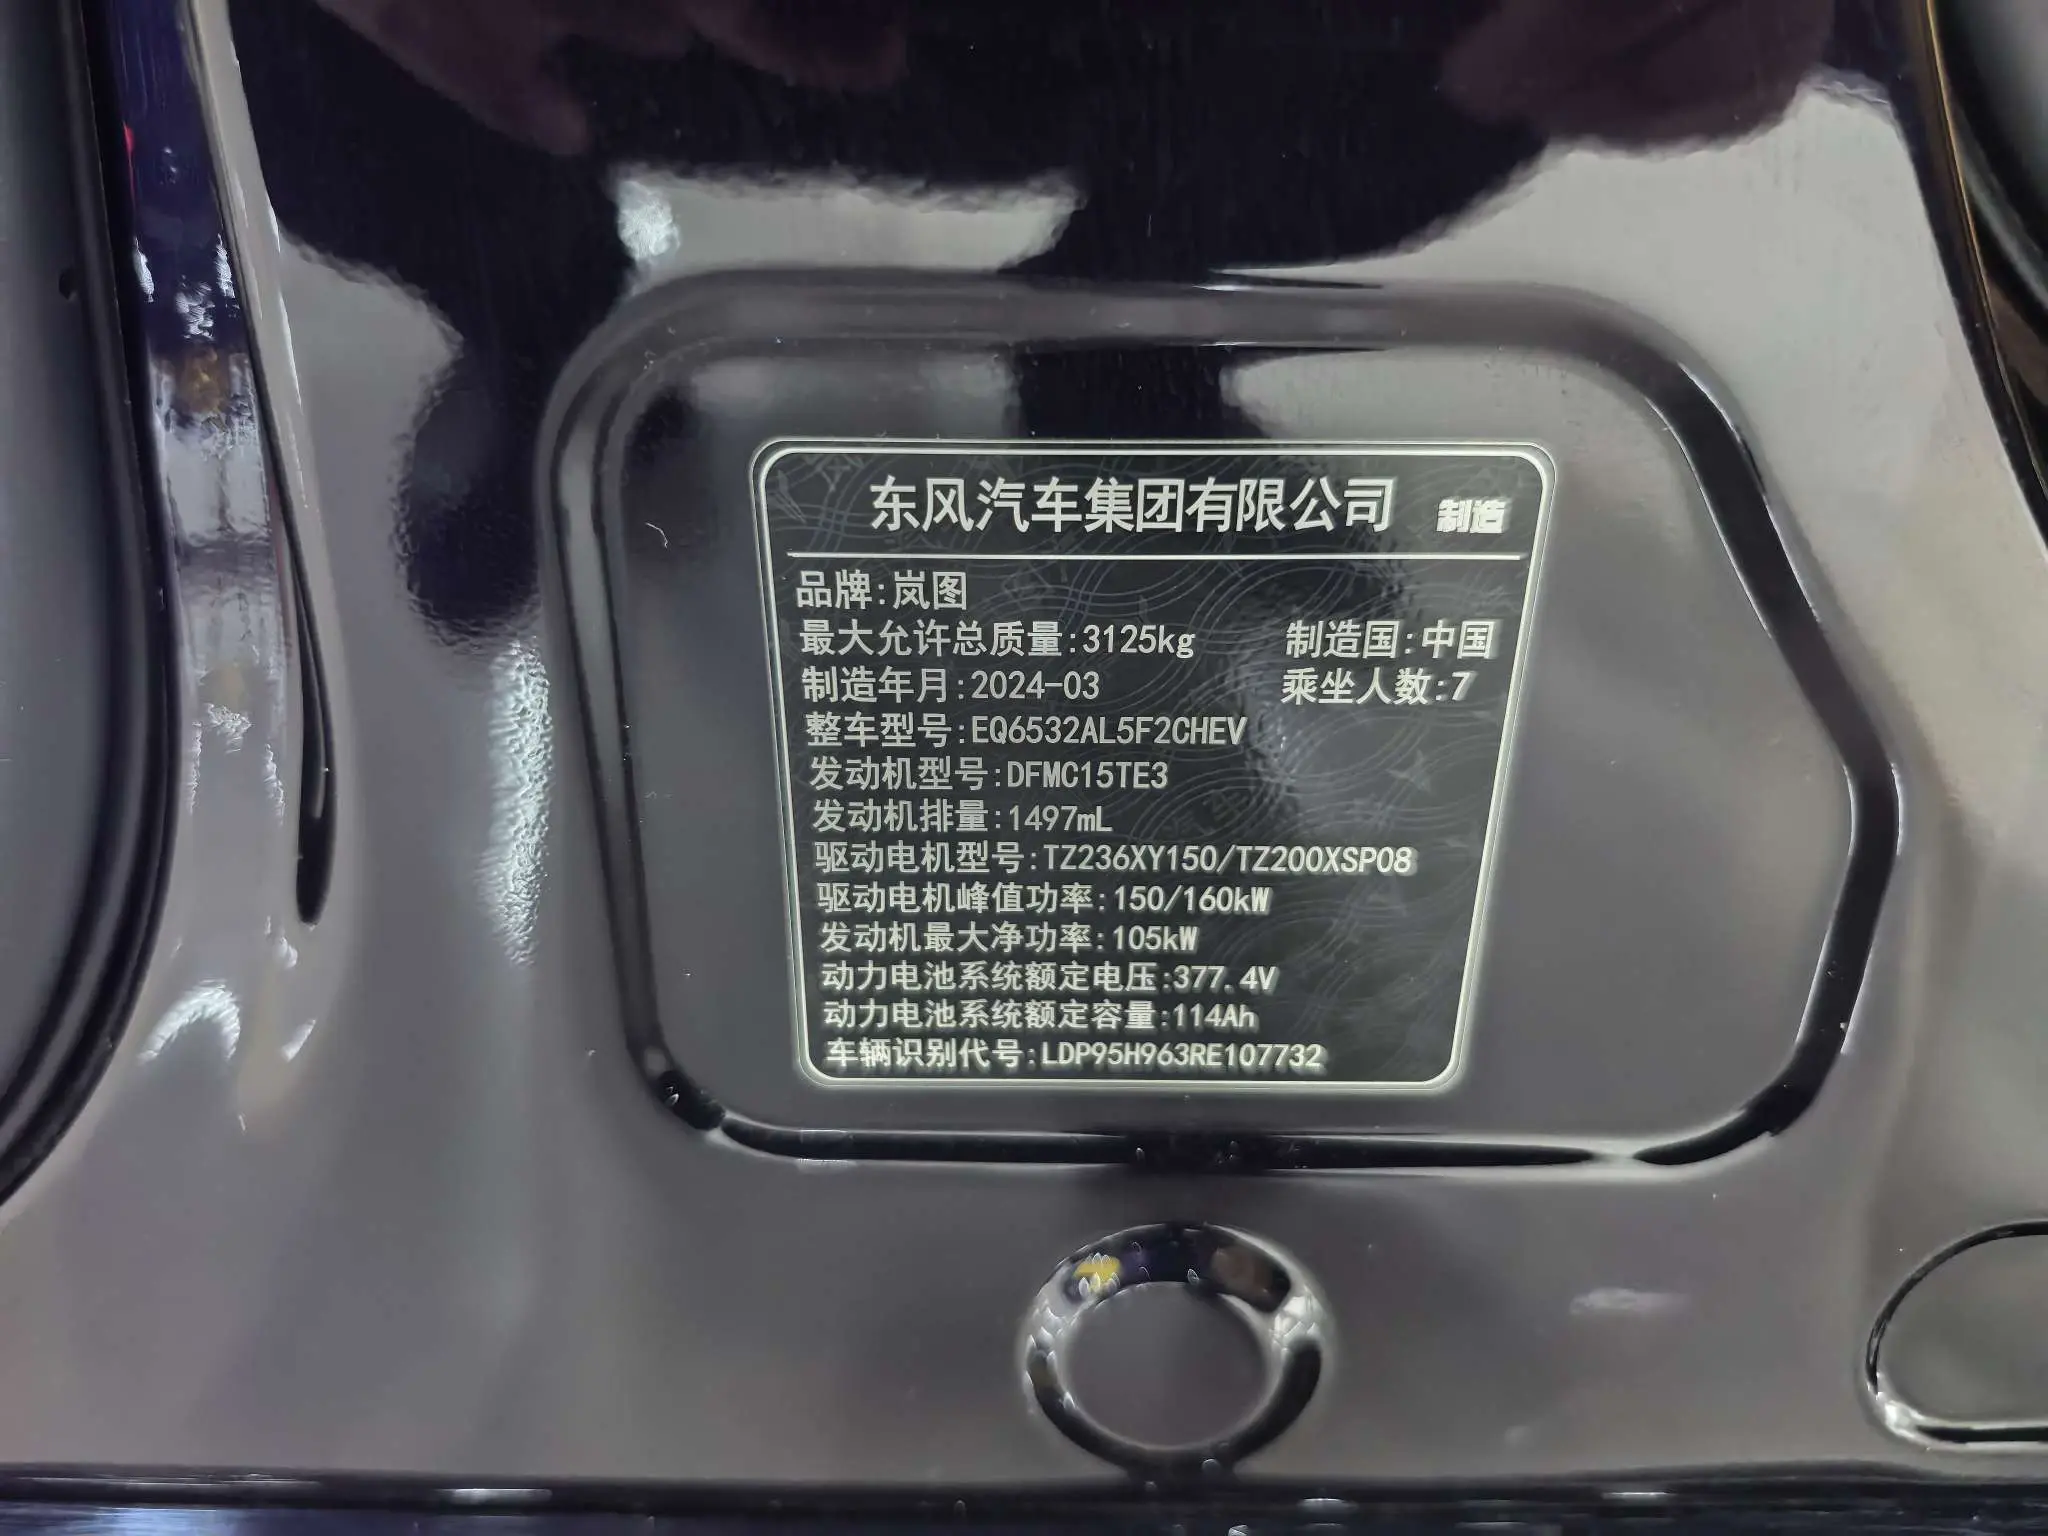 东风汽车集团有限公司 制造
品牌:岚图
最大允许总质量:3125kg 制造国:中国
制造年月:2024-03 乘坐人数:7
整车型号:EQ6532AL5F2CHEV
发动机型号:DFMC15TE3
发动机排量:1497mL
驱动电机型号:TZ236XY150/TZ200XSP08
驱动电机峰值功率:150/160kW
发动机最大净功率:105kW
动力电池系统额定电压:377.4V
动力电池系统额定容量:114Ah
车辆识别代号:LDP95H963RE107732